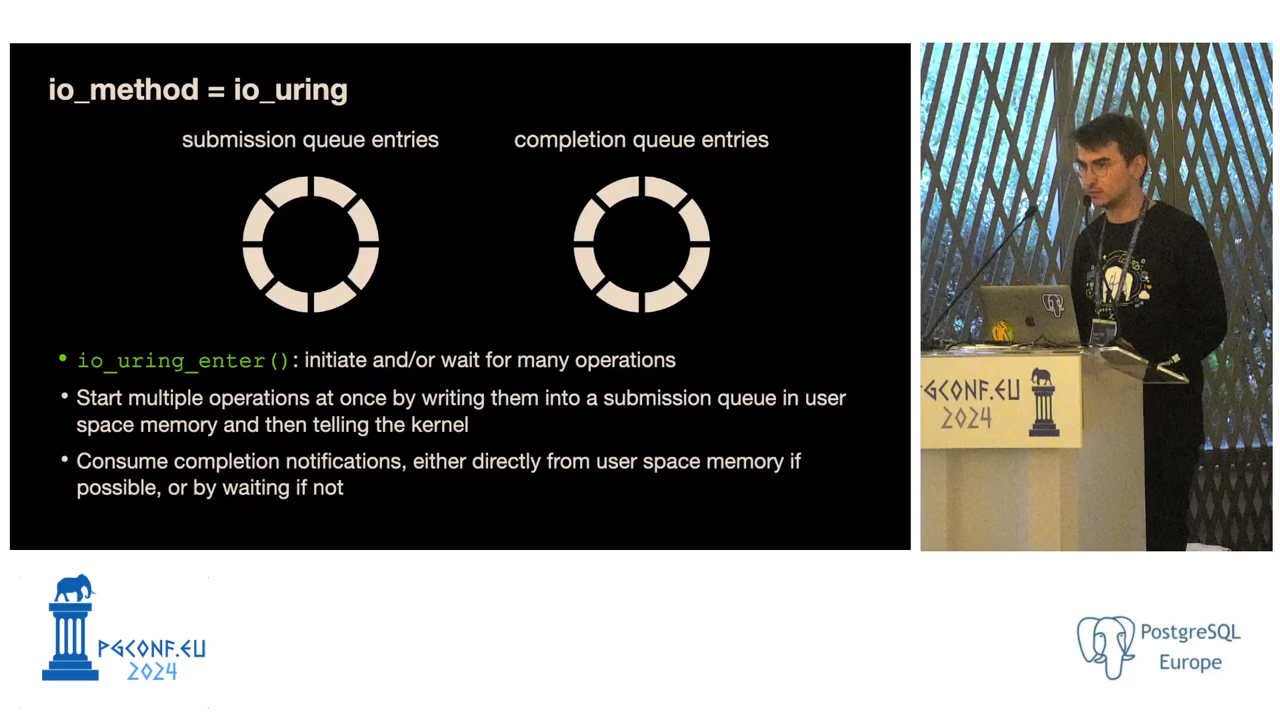 io_method = io_uring
submission queue entries
completion queue entries
• io_uring_enter(): initiate and/or wait for many operations
• Start multiple operations at once by writing them into a submission queue in user
space memory and then telling the kernel
• Consume completion notifications, either directly from user space memory if
possible, or by waiting if not
PGCONF.EU
2024
PGCONF.EU
2024
PostgreSQL
Europe